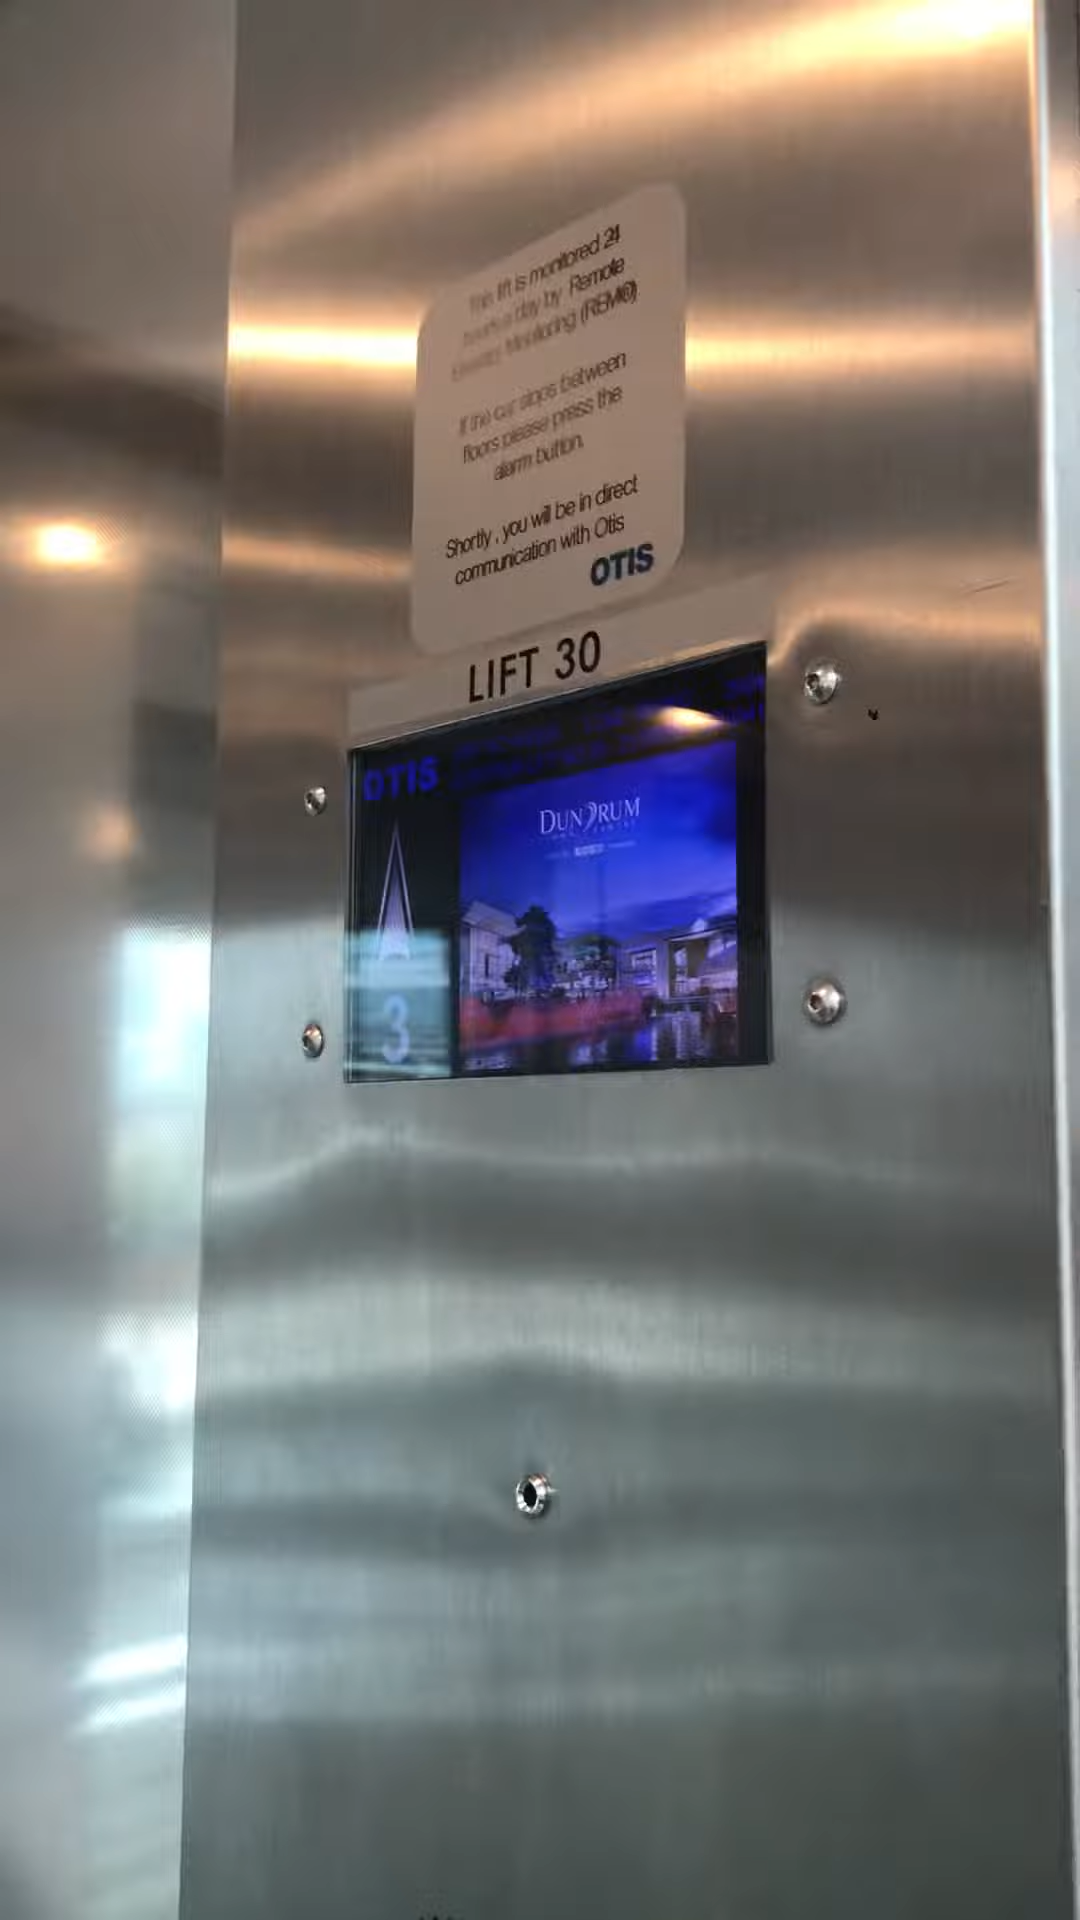 This lift is monitored 24
hours a day by Remote
Elevator Monitoring (REM®)
If the car stops between
floors please press the
alarm button.
Shortly , you will be in direct
communication with Otis
OTIS
LIFT 30
OTIS
DUNDRUM
3